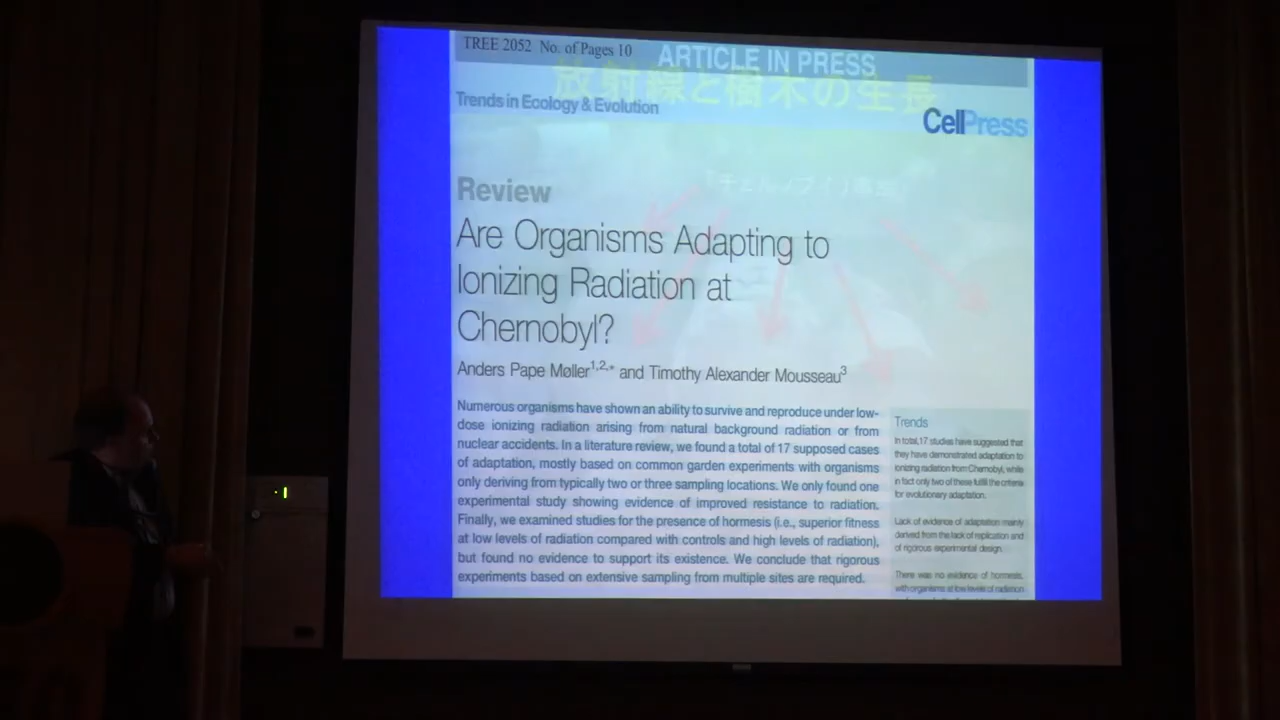 TREE 2052 No. of Pages 10
ARTICLE IN PRESS
放射線と樹木の生長
Trends in Ecology & Evolution
CellPress
Review
Are Organisms Adapting to
Ionizing Radiation at
Chernobyl?
Anders Pape Møller1,2,* and Timothy Alexander Mousseau3
Numerous organisms have shown an ability to survive and reproduce under low-
dose ionizing radiation arising from natural background radiation or from
nuclear accidents. In a literature review, we found a total of 17 supposed cases
of adaptation, mostly based on common garden experiments with organisms
only deriving from typically two or three sampling locations. We only found one
experimental study showing evidence of improved resistance to radiation.
Finally, we examined studies for the presence of hormesis (i.e., superior fitness
at low levels of radiation compared with controls and high levels of radiation),
but found no evidence to support its existence. We conclude that rigorous
experiments based on extensive sampling from multiple sites are required.
Trends
In total, 17 studies have suggested that
they have demonstrated adaptation to
ionizing radiation from Chernobyl, while
in fact only two of these fulfill the criteria
for evolutionary adaptation.
Lack of evidence of adaptation mainly
derived from the lack of replication and
of rigorous experimental design.
There was no evidence of hormesis,
with organisms at low levels of radiation